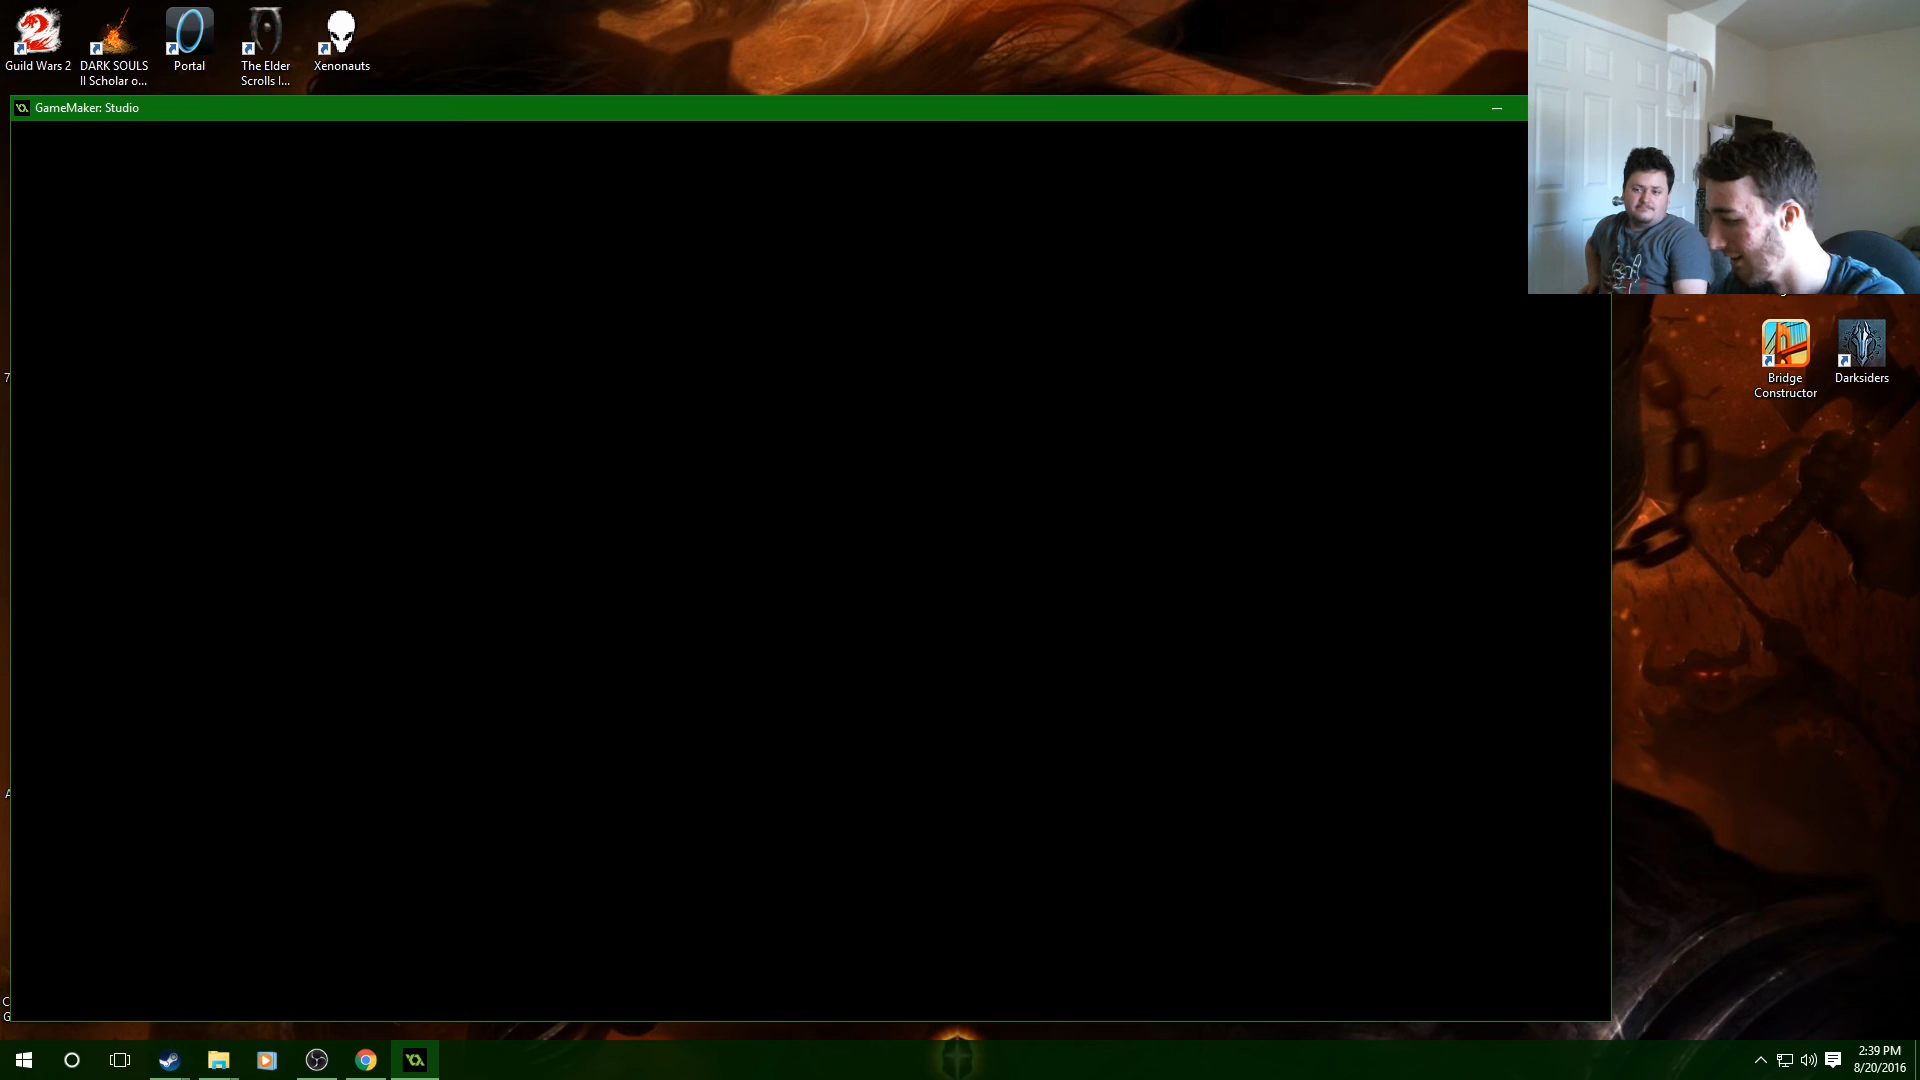 Guild Wars 2
DARK SOULS
II Scholar o...
Portal
The Elder
Scrolls I...
Xenonauts
GameMaker: Studio
7
Bridge
Constructor
Darksiders
A
C
G
2:39 PM
8/20/2016